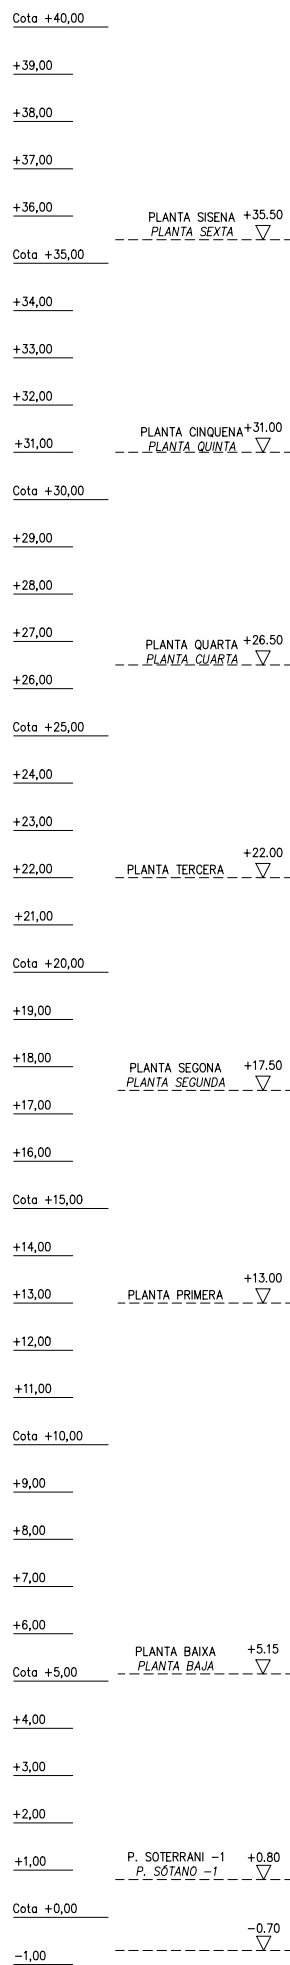 Cota +40,00
+39,00
+38,00
+37,00
+36,00
PLANTA SISENA +35.50
PLANTA SEXTA
Cota +35,00
+34,00
+33,00
+32,00
PLANTA CINQUENA +31.00
+31,00 PLANTA QUINTA
Cota +30,00
+29,00
+28,00
+27,00
PLANTA QUARTA +26.50
PLANTA CUARTA
+26,00
Cota +25,00
+24,00
+23,00
+22.00
+22,00 PLANTA TERCERA
+21,00
Cota +20,00
+19,00
+18,00
PLANTA SEGONA +17.50
PLANTA SEGUNDA
+17,00
+16,00
Cota +15,00
+14,00
+13.00
+13,00 PLANTA PRIMERA
+12,00
+11,00
Cota +10,00
+9,00
+8,00
+7,00
+6,00
PLANTA BAIXA +5.15
PLANTA BAJA
Cota +5,00
+4,00
+3,00
+2,00
P. SOTERRANI -1 +0.80
+1,00
P. SÓTANO -1
Cota +0,00
-0.70
-1,00